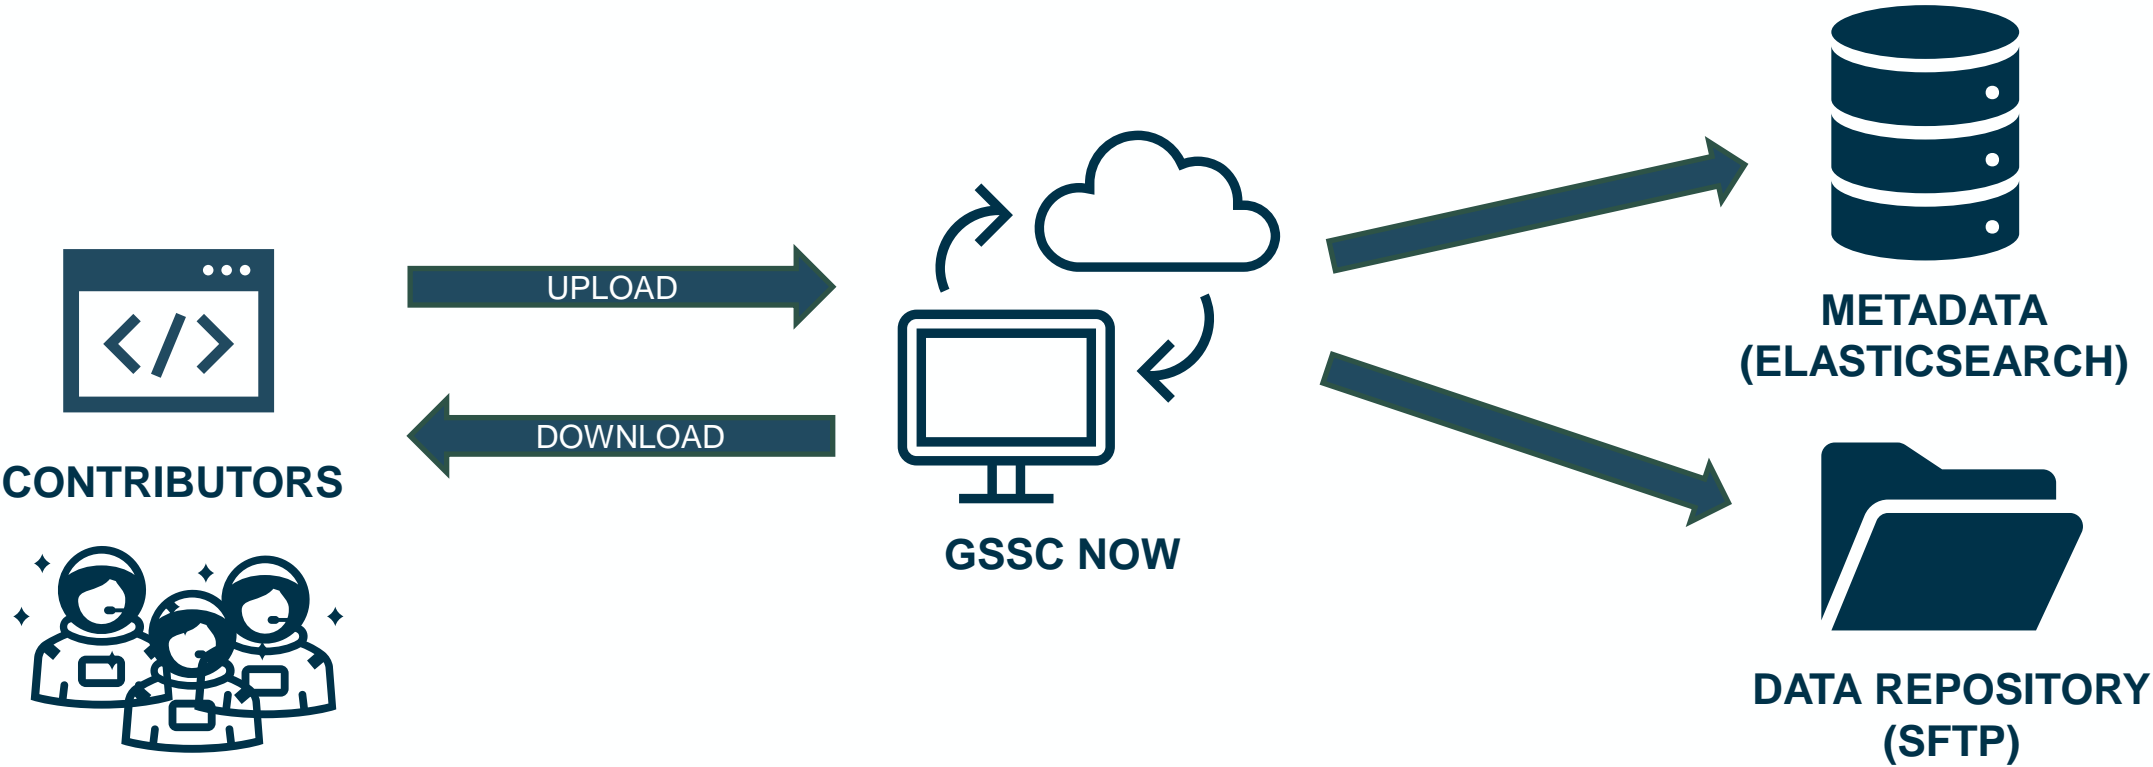 UPLOAD
DOWNLOAD
CONTRIBUTORS
GSSC NOW
METADATA
(ELASTICSEARCH)
DATA REPOSITORY
(SFTP)